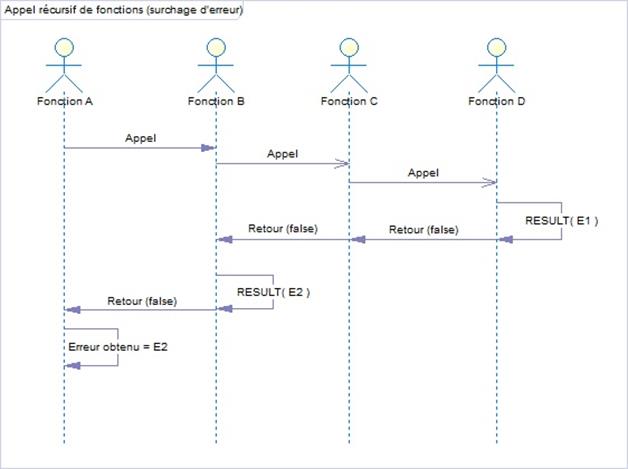 Appel récursif de fonctions (surchage d'erreur)
Fonction A
Fonction B
Fonction C
Fonction D
Appel
Appel
Appel
RESULT( E1 )
Retour (false)
Retour (false)
RESULT( E2 )
Retour (false)
Erreur obtenu = E2